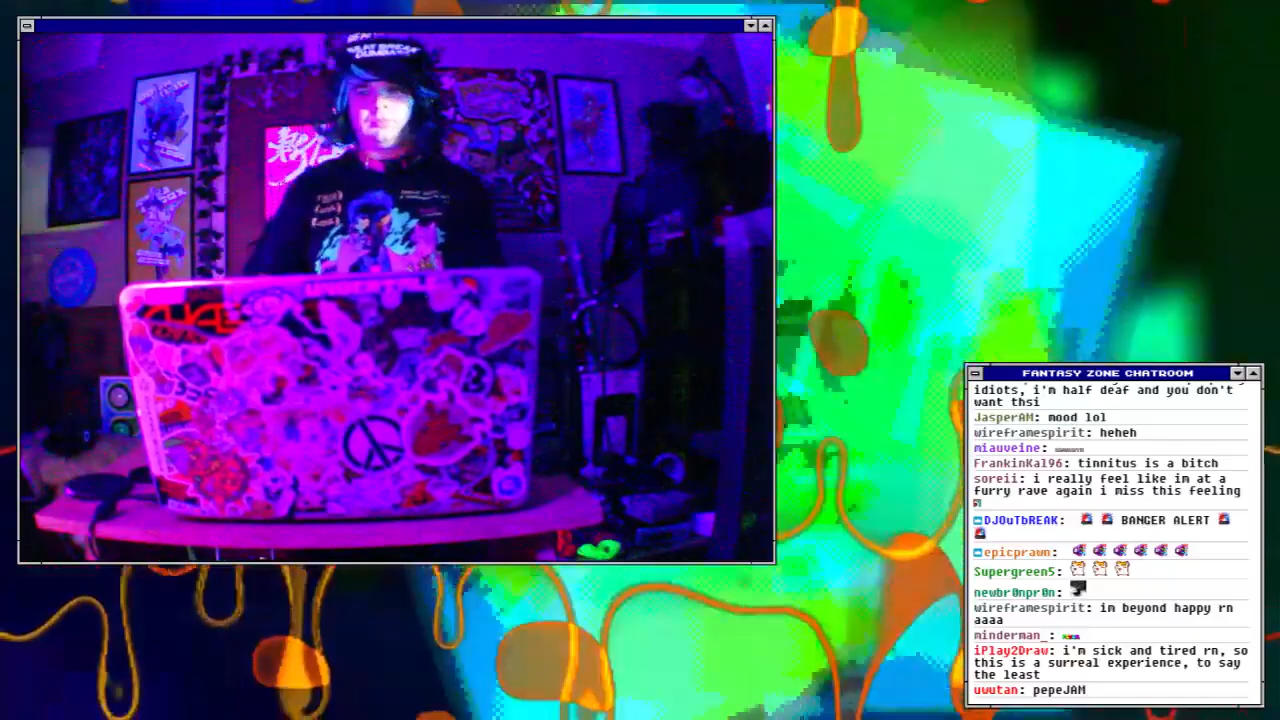 FANTASY ZONE CHATROOM
idiots, i'm half deaf and you don't
want thsi
JasperAM: mood lol
wireframespirit: heheh
miauveine:
FrankinKal96: tinnitus is a bitch
soreii: i really feel like im at a
furry rave again i miss this feeling
DJOuTbREAK: BANGER ALERT
epicprawn:
Supergreen5:
newbr0npr0n:
wireframespirit: im beyond happy rn
aaaa
minderman_:
iPlay2Draw: i'm sick and tired rn, so
this is a surreal experience, to say
the least
uwutan: pepeJAM